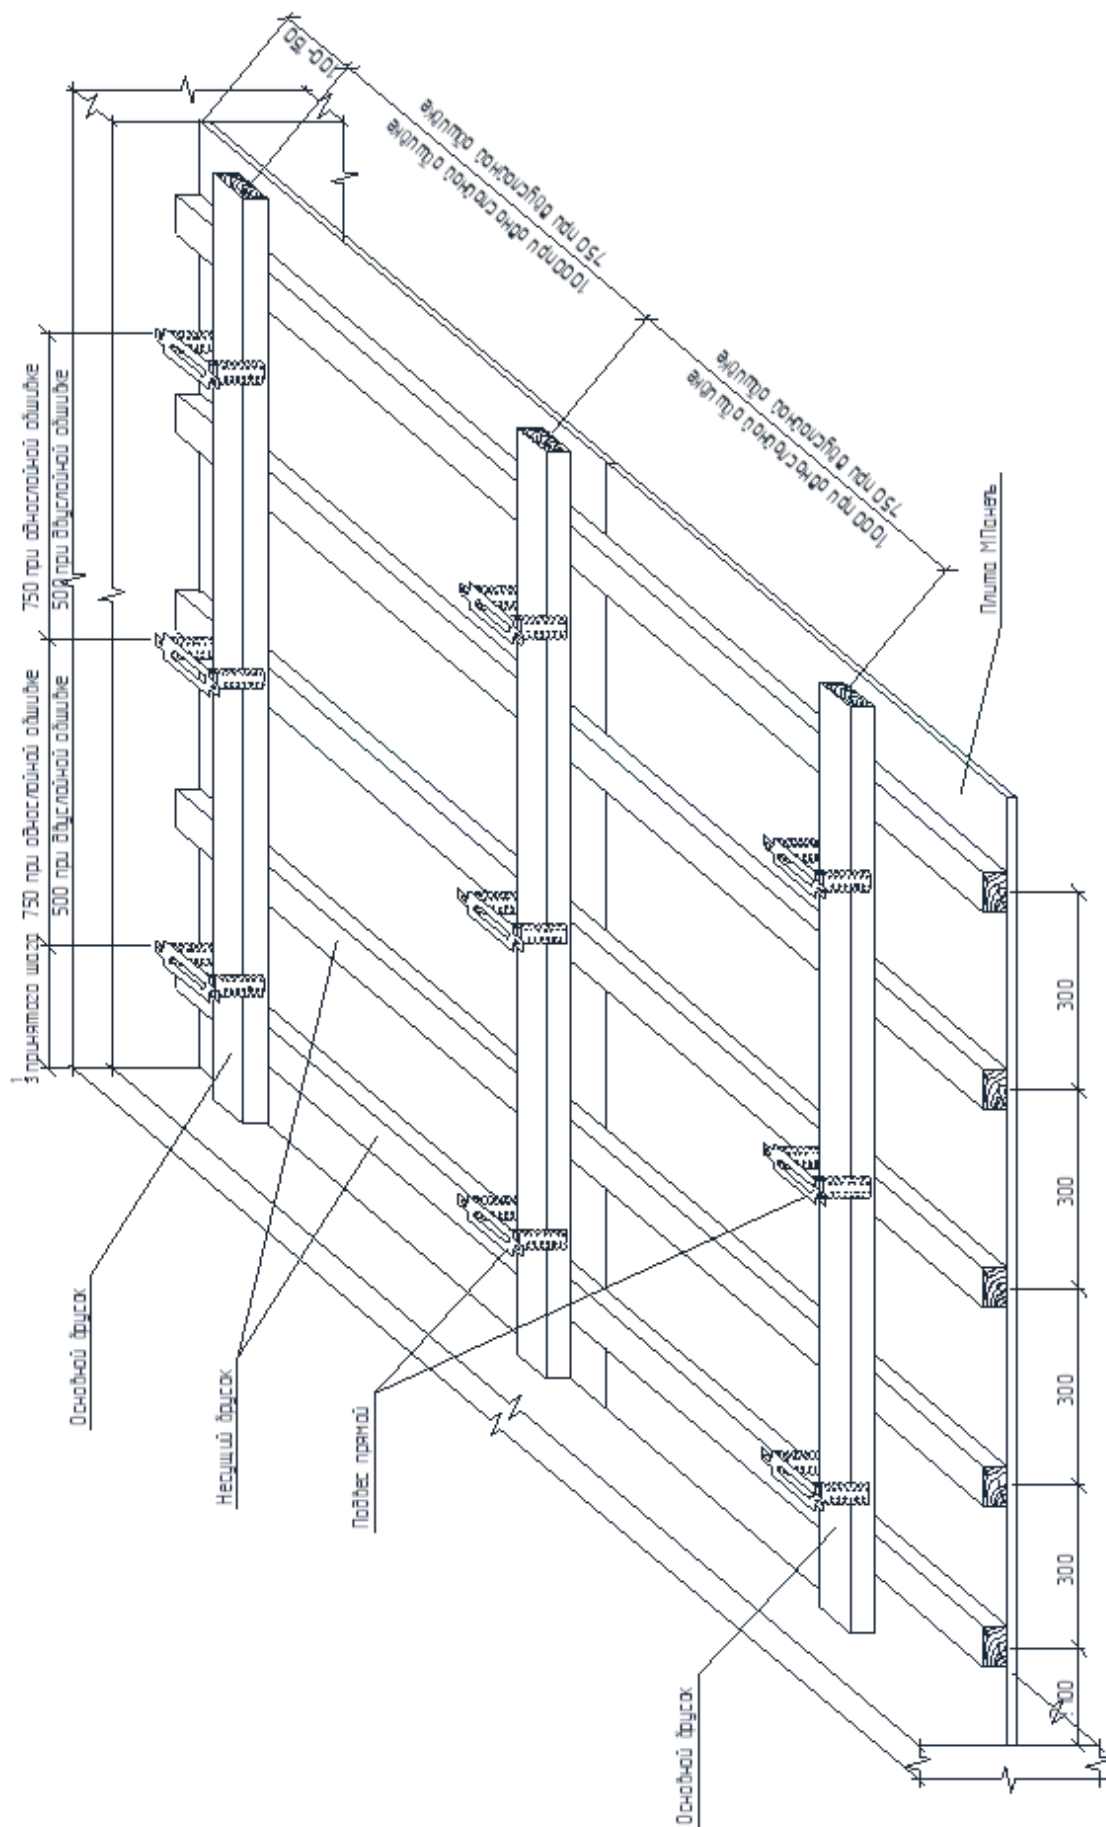 1
3 принятого шага
750 при однослойной обшивке
500 при двуслойной обшивке
750 при однослойной обшивке
500 при двуслойной обшивке
100-150
1000 при однослойной обшивке
750 при двуслойной обшивке
1000 при однослойной обшивке
750 при двуслойной обшивке
Основной брусок
Несущий брусок
Подвес прямой
Основной брусок
Плита МПанель
100
300
300
300
300